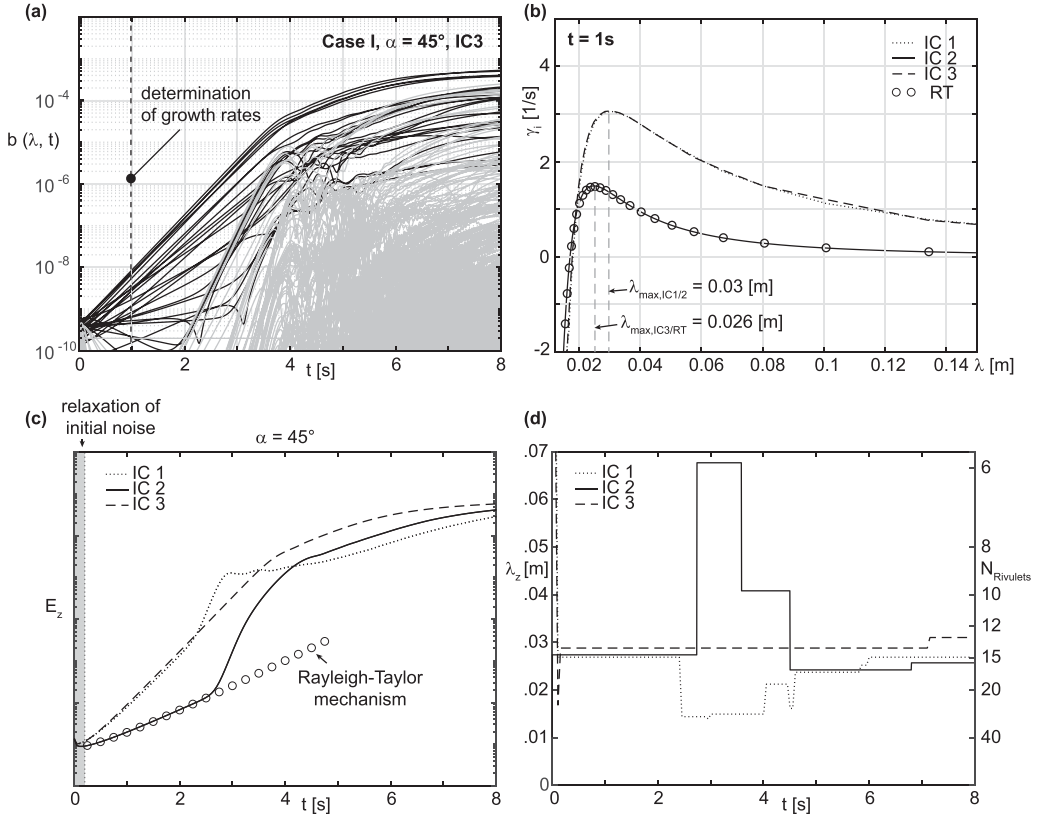 (a)
Case I, α = 45°, IC3
determination
of growth rates
b (λ, t)
10⁻⁴
10⁻⁶
10⁻⁸
10⁻¹⁰
0
2
4
6
8
t [s]
(b)
t = 1s
IC 1
IC 2
IC 3
RT
γᵢ [1/s]
4
2
0
-2
λmax,IC1/2 = 0.03 [m]
λmax,IC3/RT = 0.026 [m]
0.02
0.04
0.06
0.08
0.1
0.12
0.14
λ [m]
(c)
relaxation of
initial noise
α = 45°
IC 1
IC 2
IC 3
E_z
Rayleigh-Taylor
mechanism
0
2
4
6
8
t [s]
(d)
IC 1
IC 2
IC 3
.07
.06
.05
λ_z [m]
.04
.03
.02
.01
0
6
8
N_Rivulets
10
12
15
20
40
0
2
4
6
8
t [s]